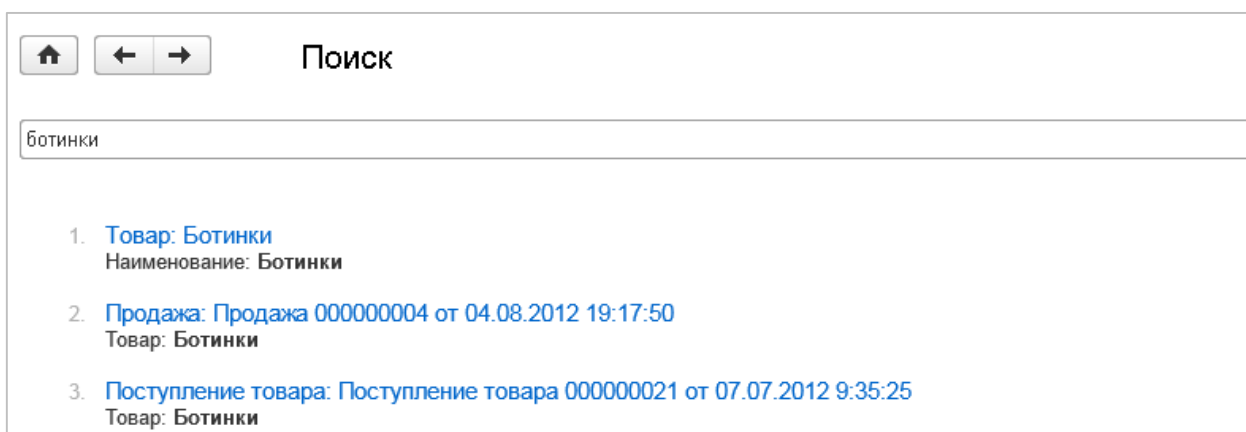 Поиск
ботинки
1. Товар: Ботинки
Наименование: Ботинки
2. Продажа: Продажа 000000004 от 04.08.2012 19:17:50
Товар: Ботинки
3. Поступление товара: Поступление товара 000000021 от 07.07.2012 9:35:25
Товар: Ботинки